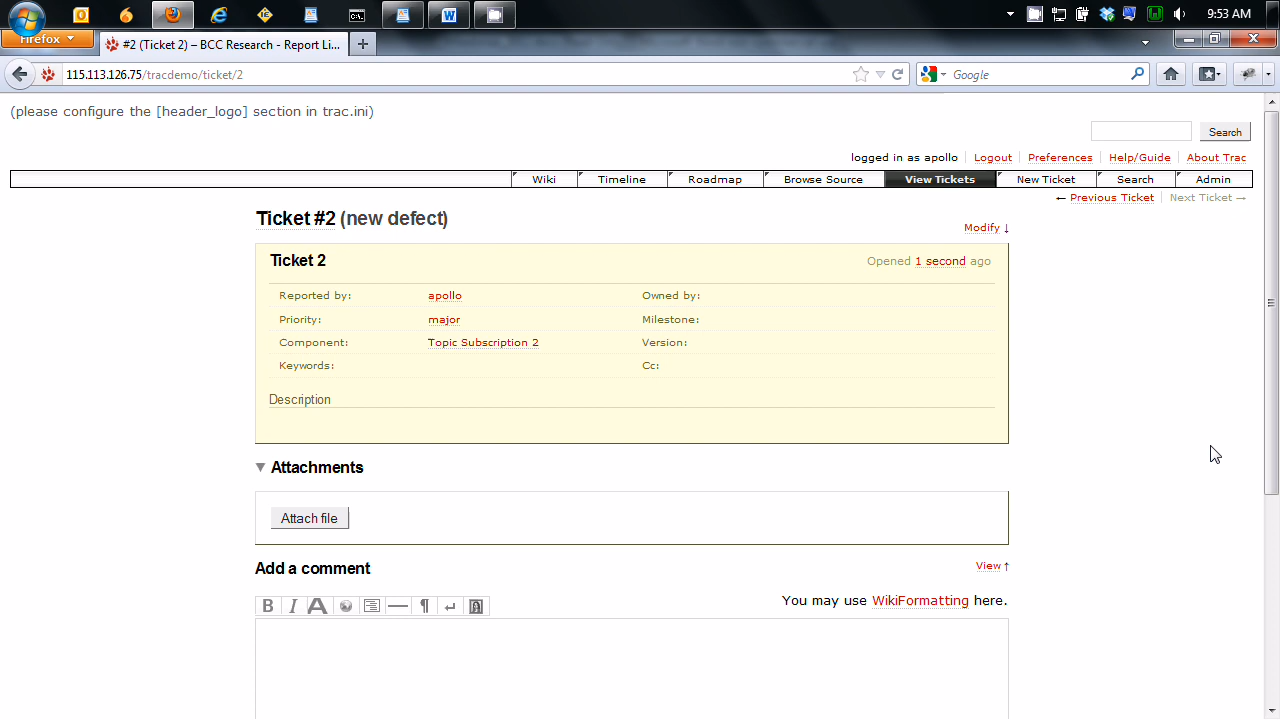 9:53 AM
Firefox
#2 (Ticket 2) – BCC Research - Report Li...
115.113.126.75/tracdemo/ticket/2
Google
(please configure the [header_logo] section in trac.ini)
Search
logged in as apollo Logout Preferences Help/Guide About Trac
Wiki Timeline Roadmap Browse Source View Tickets New Ticket Search Admin
← Previous Ticket Next Ticket →
Ticket #2 (new defect)
Modify ↓
Ticket 2 Opened 1 second ago
Reported by: apollo Owned by:
Priority: major Milestone:
Component: Topic Subscription 2 Version:
Keywords: Cc:
Description
Attachments
Attach file
Add a comment View ↑
B I A ¶ You may use WikiFormatting here.